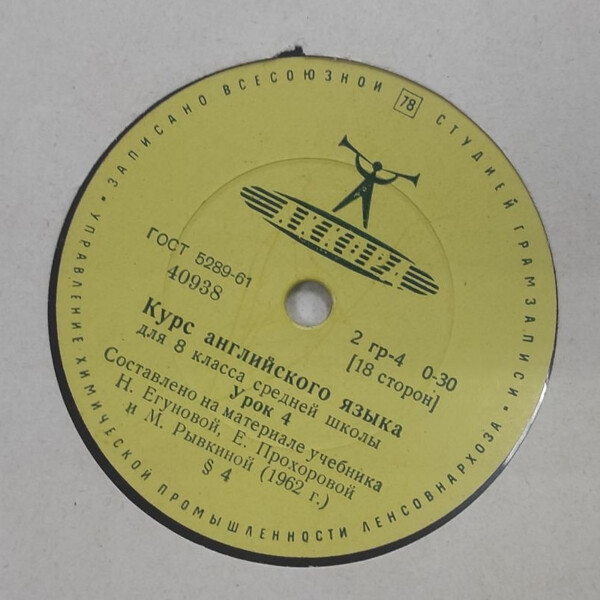 ЗАПИСАНО ВСЕСОЮЗНОЙ 78 СТУДИЕЙ ГРАМЗАПИСИ •
УПРАВЛЕНИЕ ХИМИЧЕСКОЙ ПРОМЫШЛЕННОСТИ ЛЕНСОВНАРХОЗА •
АККОРД
ГОСТ 5289-61
40938
2 гр-4 0-30
[18 сторон]
Курс английского языка
для 8 класса средней школы
Урок 4
Составлено на материале учебника
Н. Егуновой, Е. Прохоровой
и М. Рывкиной (1962 г.)
§ 4